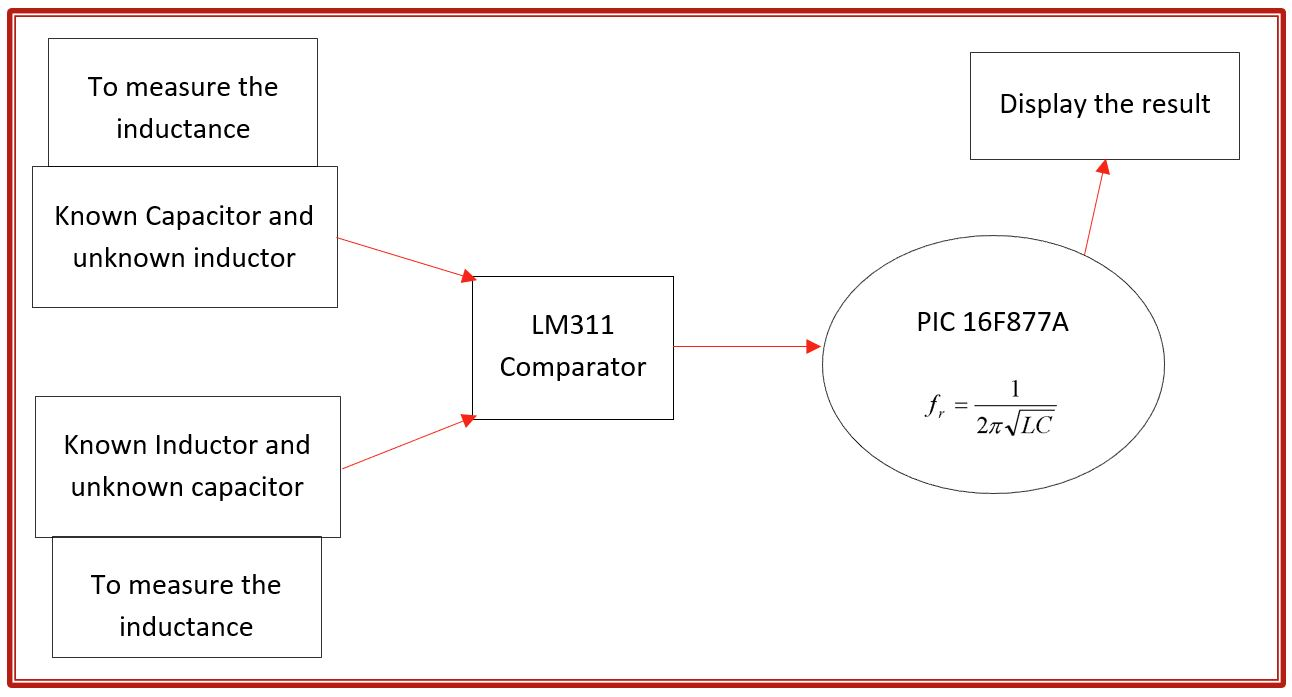 To measure the
inductance
Known Capacitor and
unknown inductor
Known Inductor and
unknown capacitor
To measure the
inductance
LM311
Comparator
PIC 16F877A
f_r = 1 / 2π√LC
Display the result